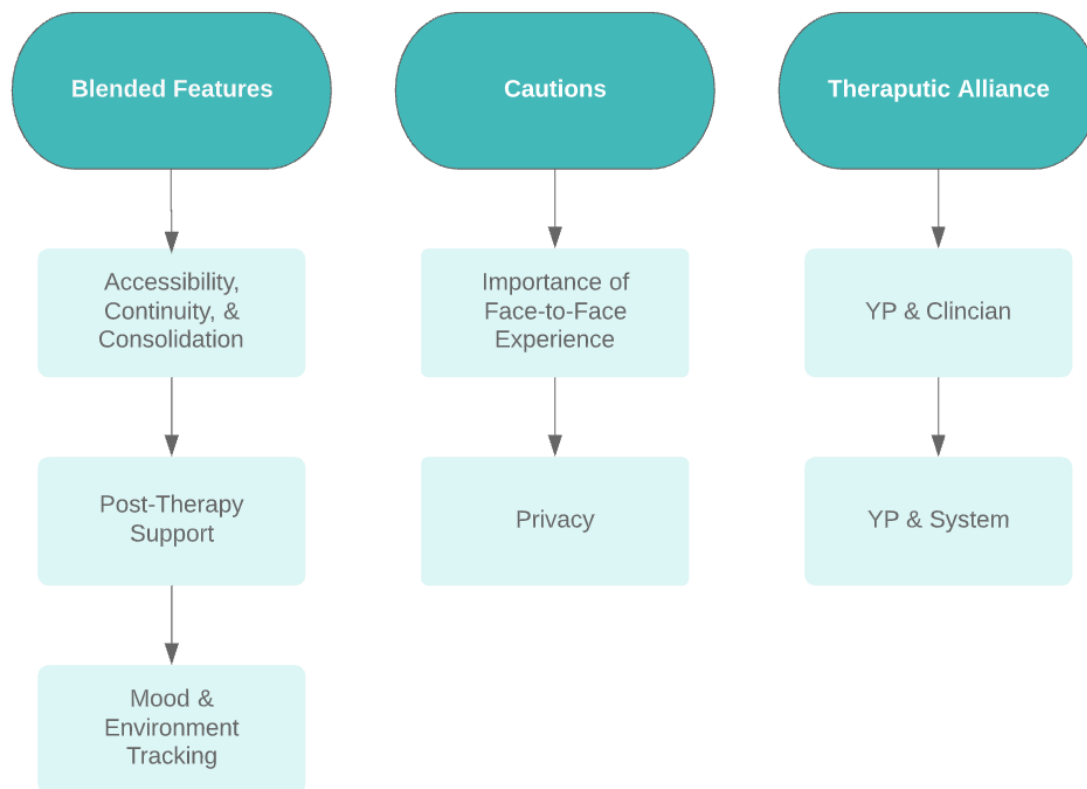 Blended Features
Accessibility,
Continuity, &
Consolidation
Post-Therapy
Support
Mood &
Environment
Tracking
Cautions
Importance of
Face-to-Face
Experience
Privacy
Theraputic Alliance
YP & Clincian
YP & System